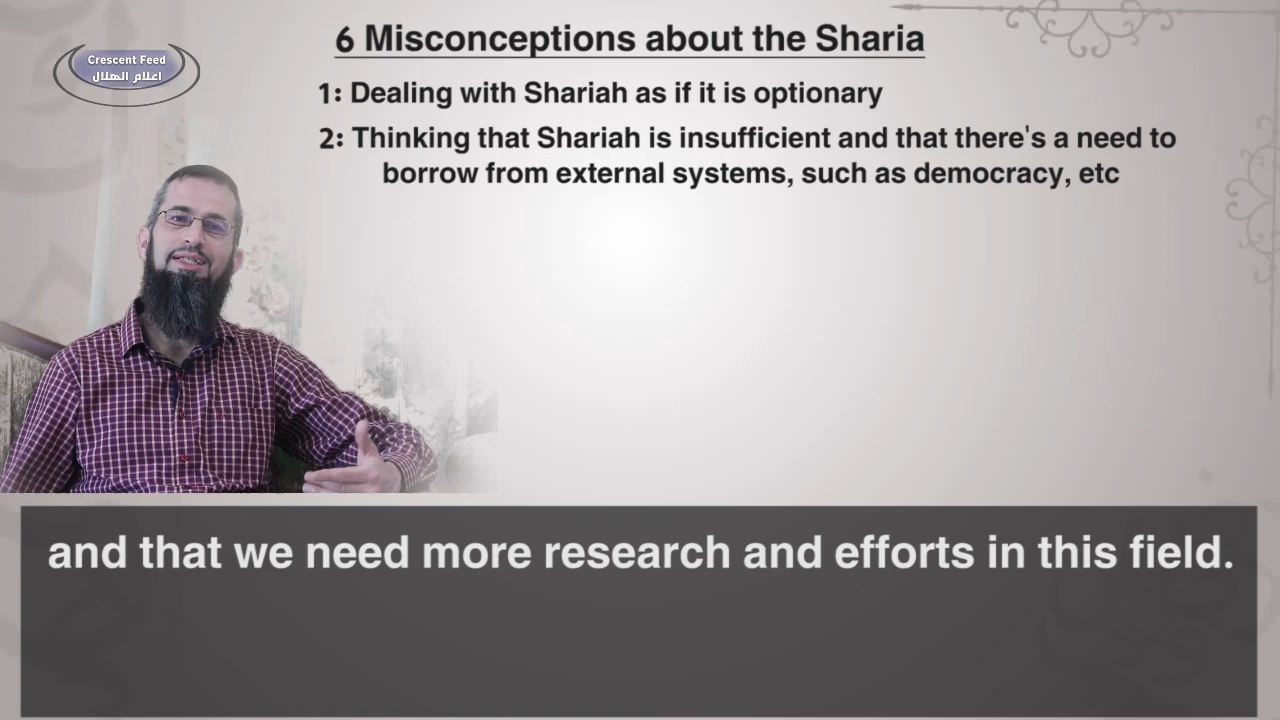 Crescent Feed
اعلام الهلال
6 Misconceptions about the Sharia
1: Dealing with Shariah as if it is optionary
2: Thinking that Shariah is insufficient and that there's a need to
borrow from external systems, such as democracy, etc
and that we need more research and efforts in this field.